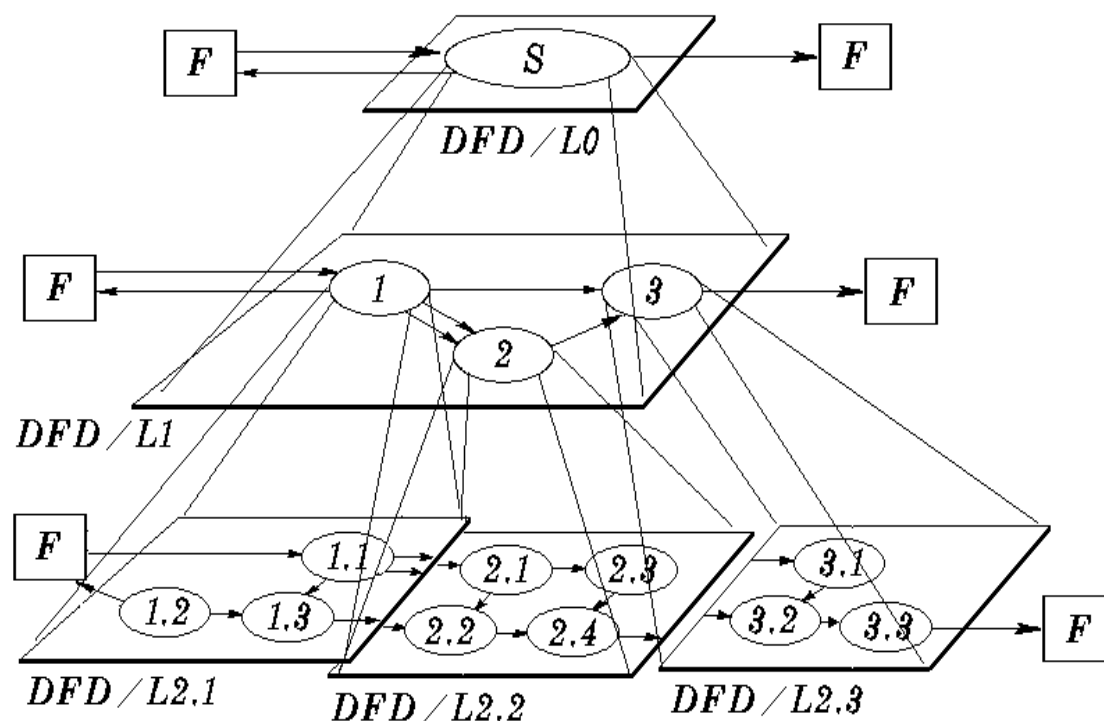 F
S
F
DFD/L0
F
1
3
F
2
DFD/L1
F
1.1
2.1
2.3
3.1
1.2
1.3
2.2
2.4
3.2
3.3
F
DFD/L2.1
DFD/L2.2
DFD/L2.3